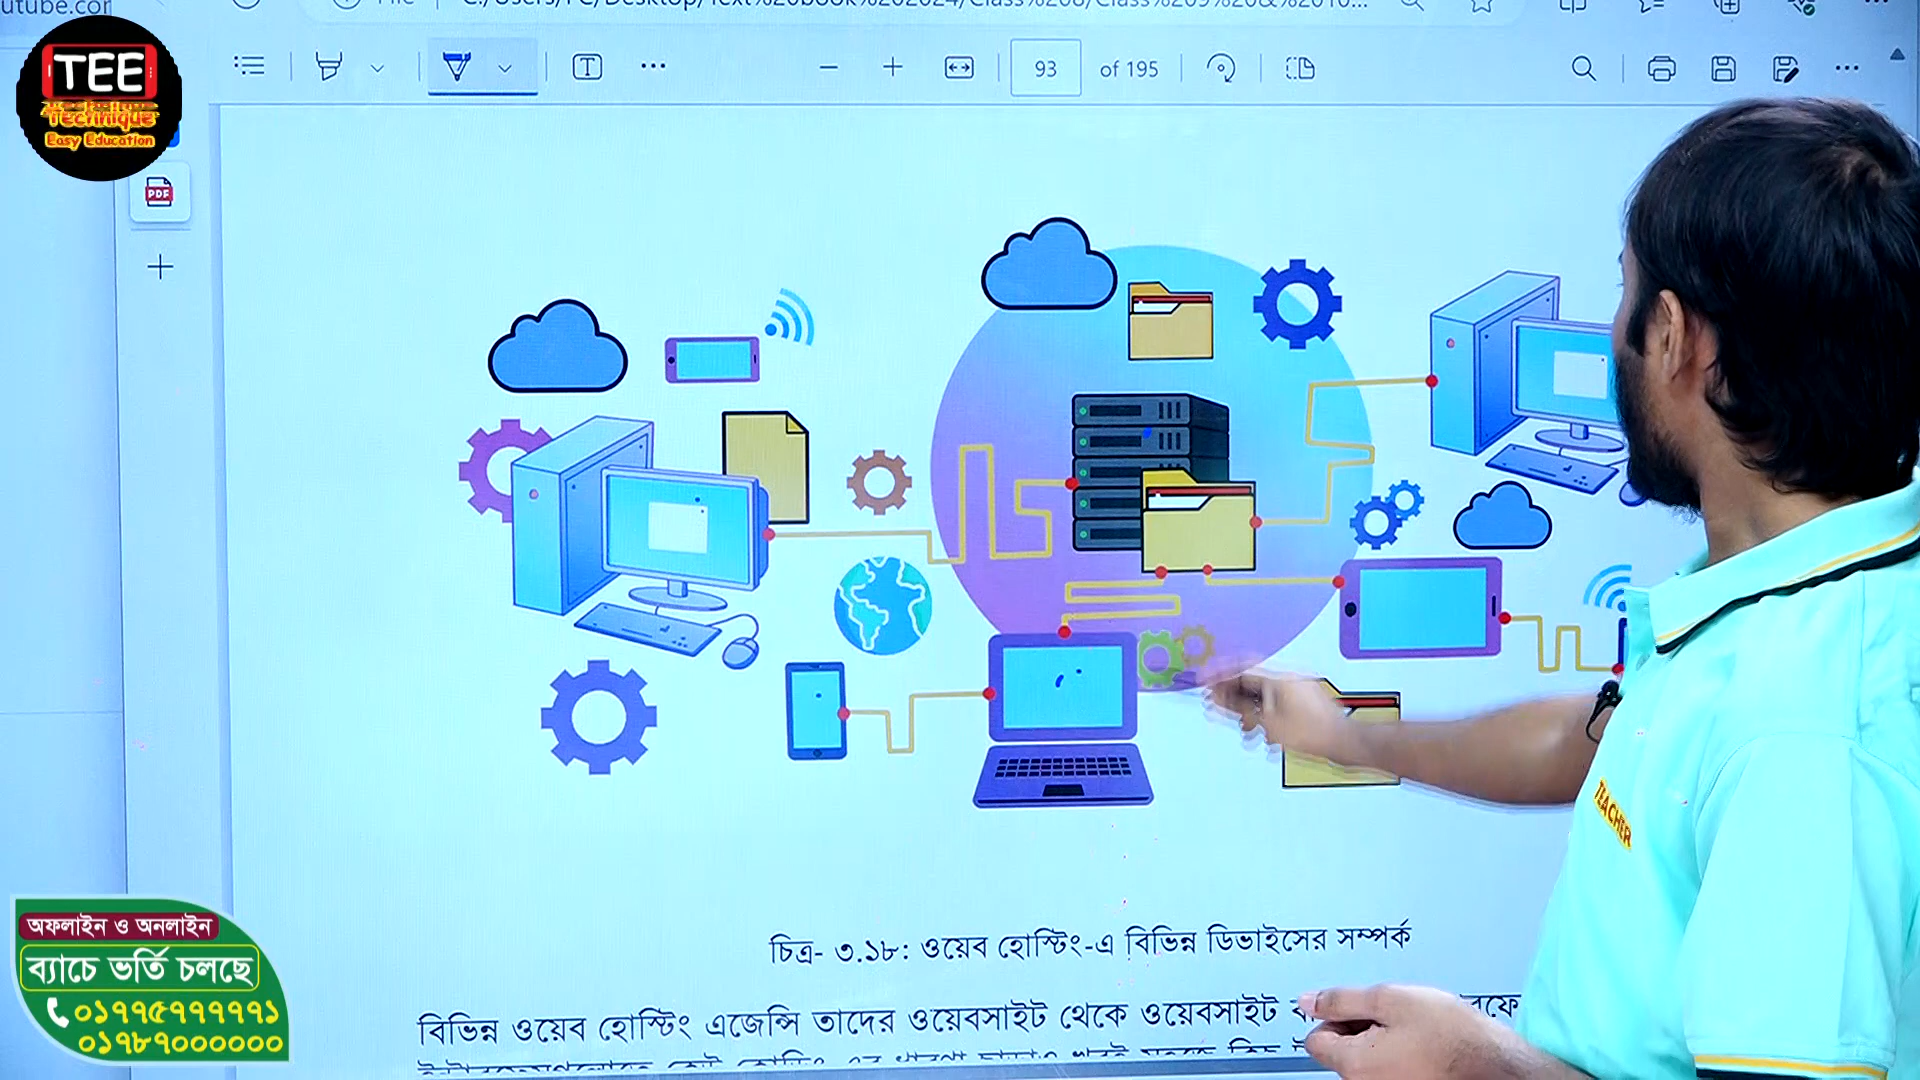 TEE
Technique
Easy Education
T
93
of 195
PDF
TEACHER
চিত্র- ৩.১৮: ওয়েব হোস্টিং-এ বিভিন্ন ডিভাইসের সম্পর্ক
বিভিন্ন ওয়েব হোস্টিং এজেন্সি তাদের ওয়েবসাইট থেকে ওয়েবসাইট
অফলাইন ও অনলাইন
ব্যাচে ভর্তি চলছে
০১৭৭৫৭৭৭৭৭১
০১৭৮৭০০০০০০